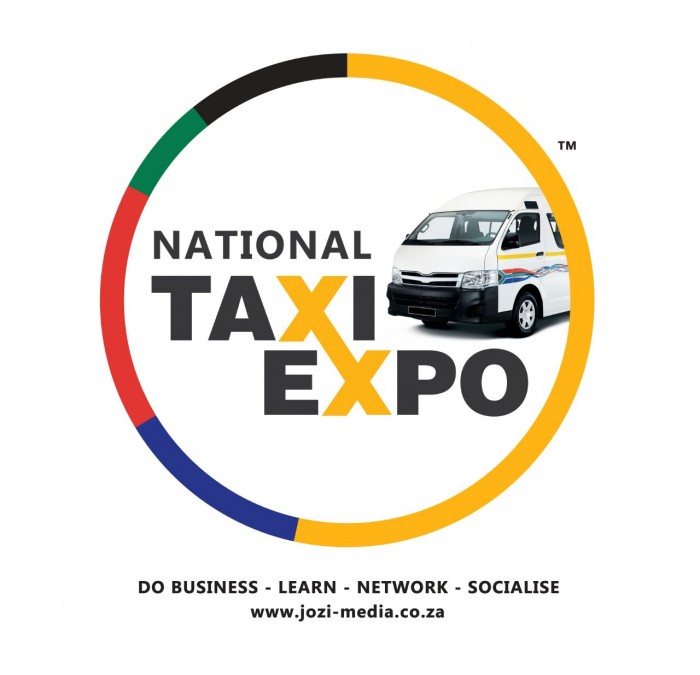 NATIONAL
TAXI
EXPO
™
DO BUSINESS - LEARN - NETWORK - SOCIALISE
www.jozi-media.co.za